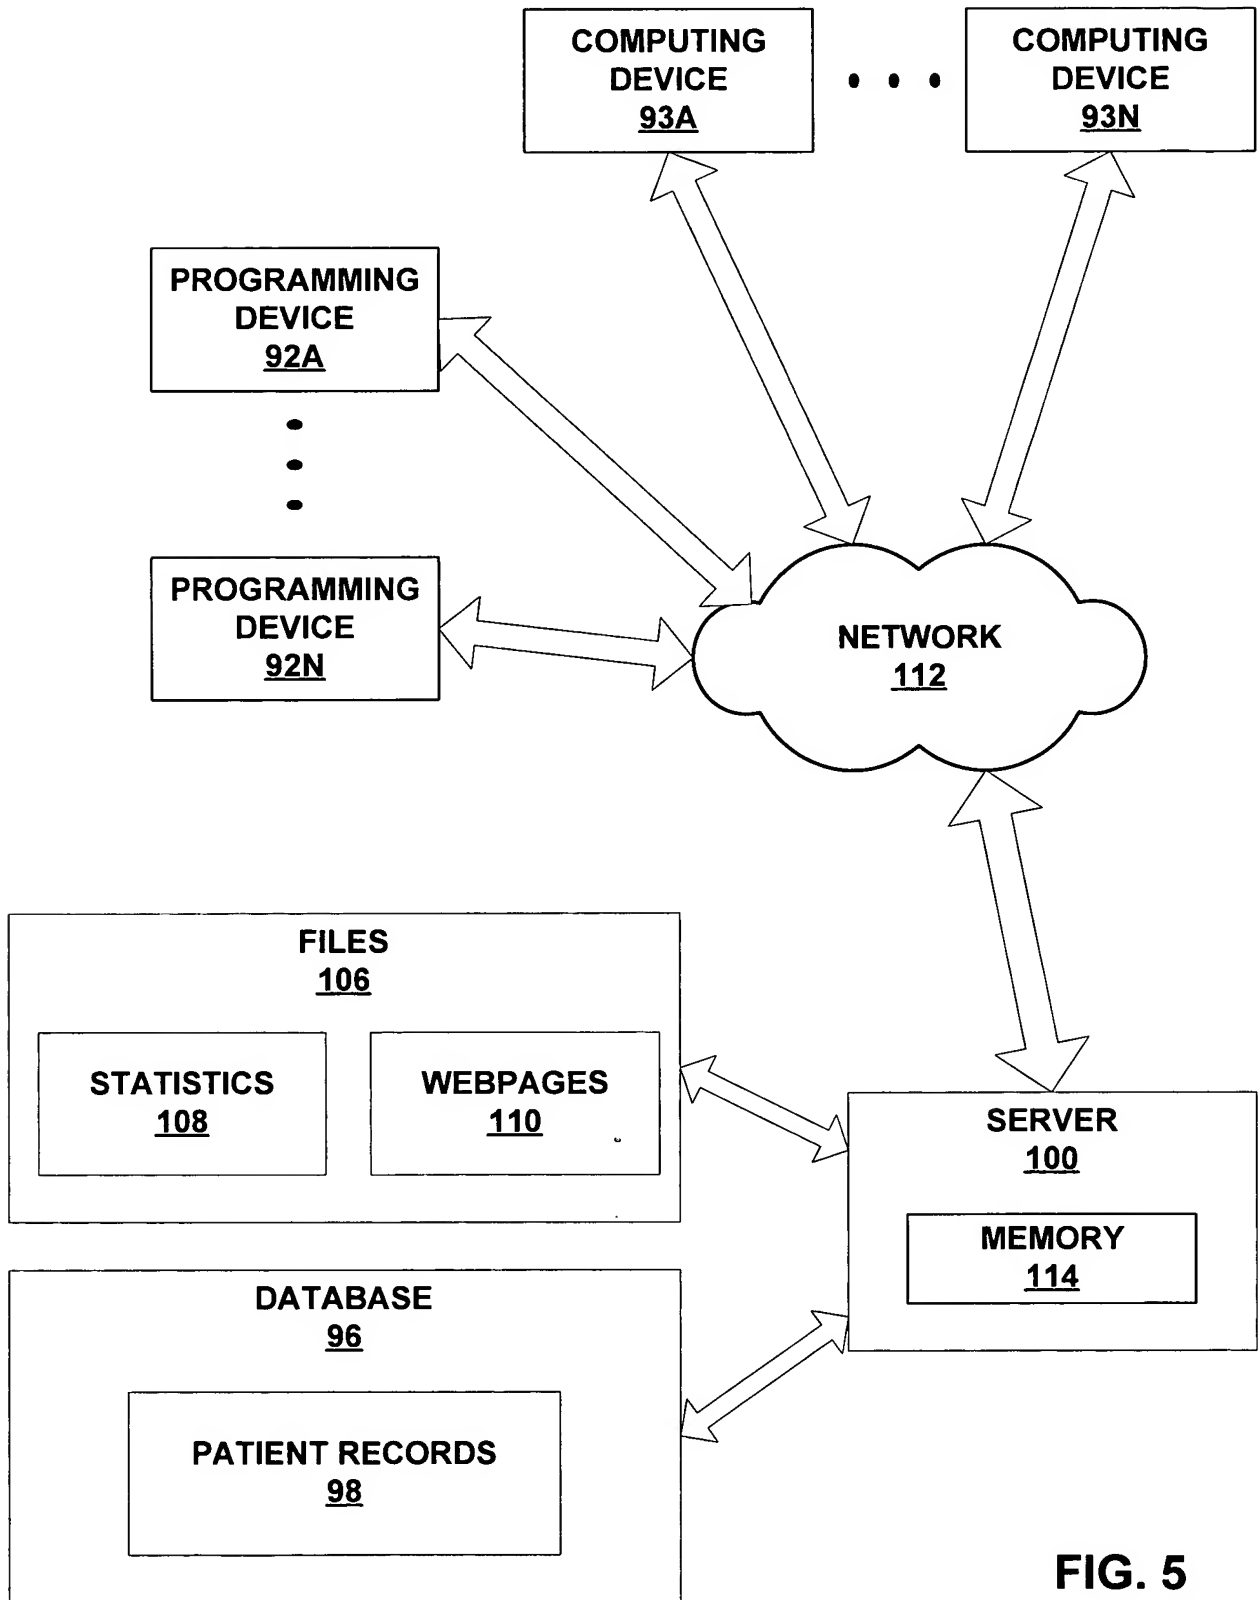 COMPUTING
DEVICE
93A
COMPUTING
DEVICE
93N
PROGRAMMING
DEVICE
92A
PROGRAMMING
DEVICE
92N
NETWORK
112
FILES
106
STATISTICS
108
WEBPAGES
110
SERVER
100
MEMORY
114
DATABASE
96
PATIENT RECORDS
98
FIG. 5